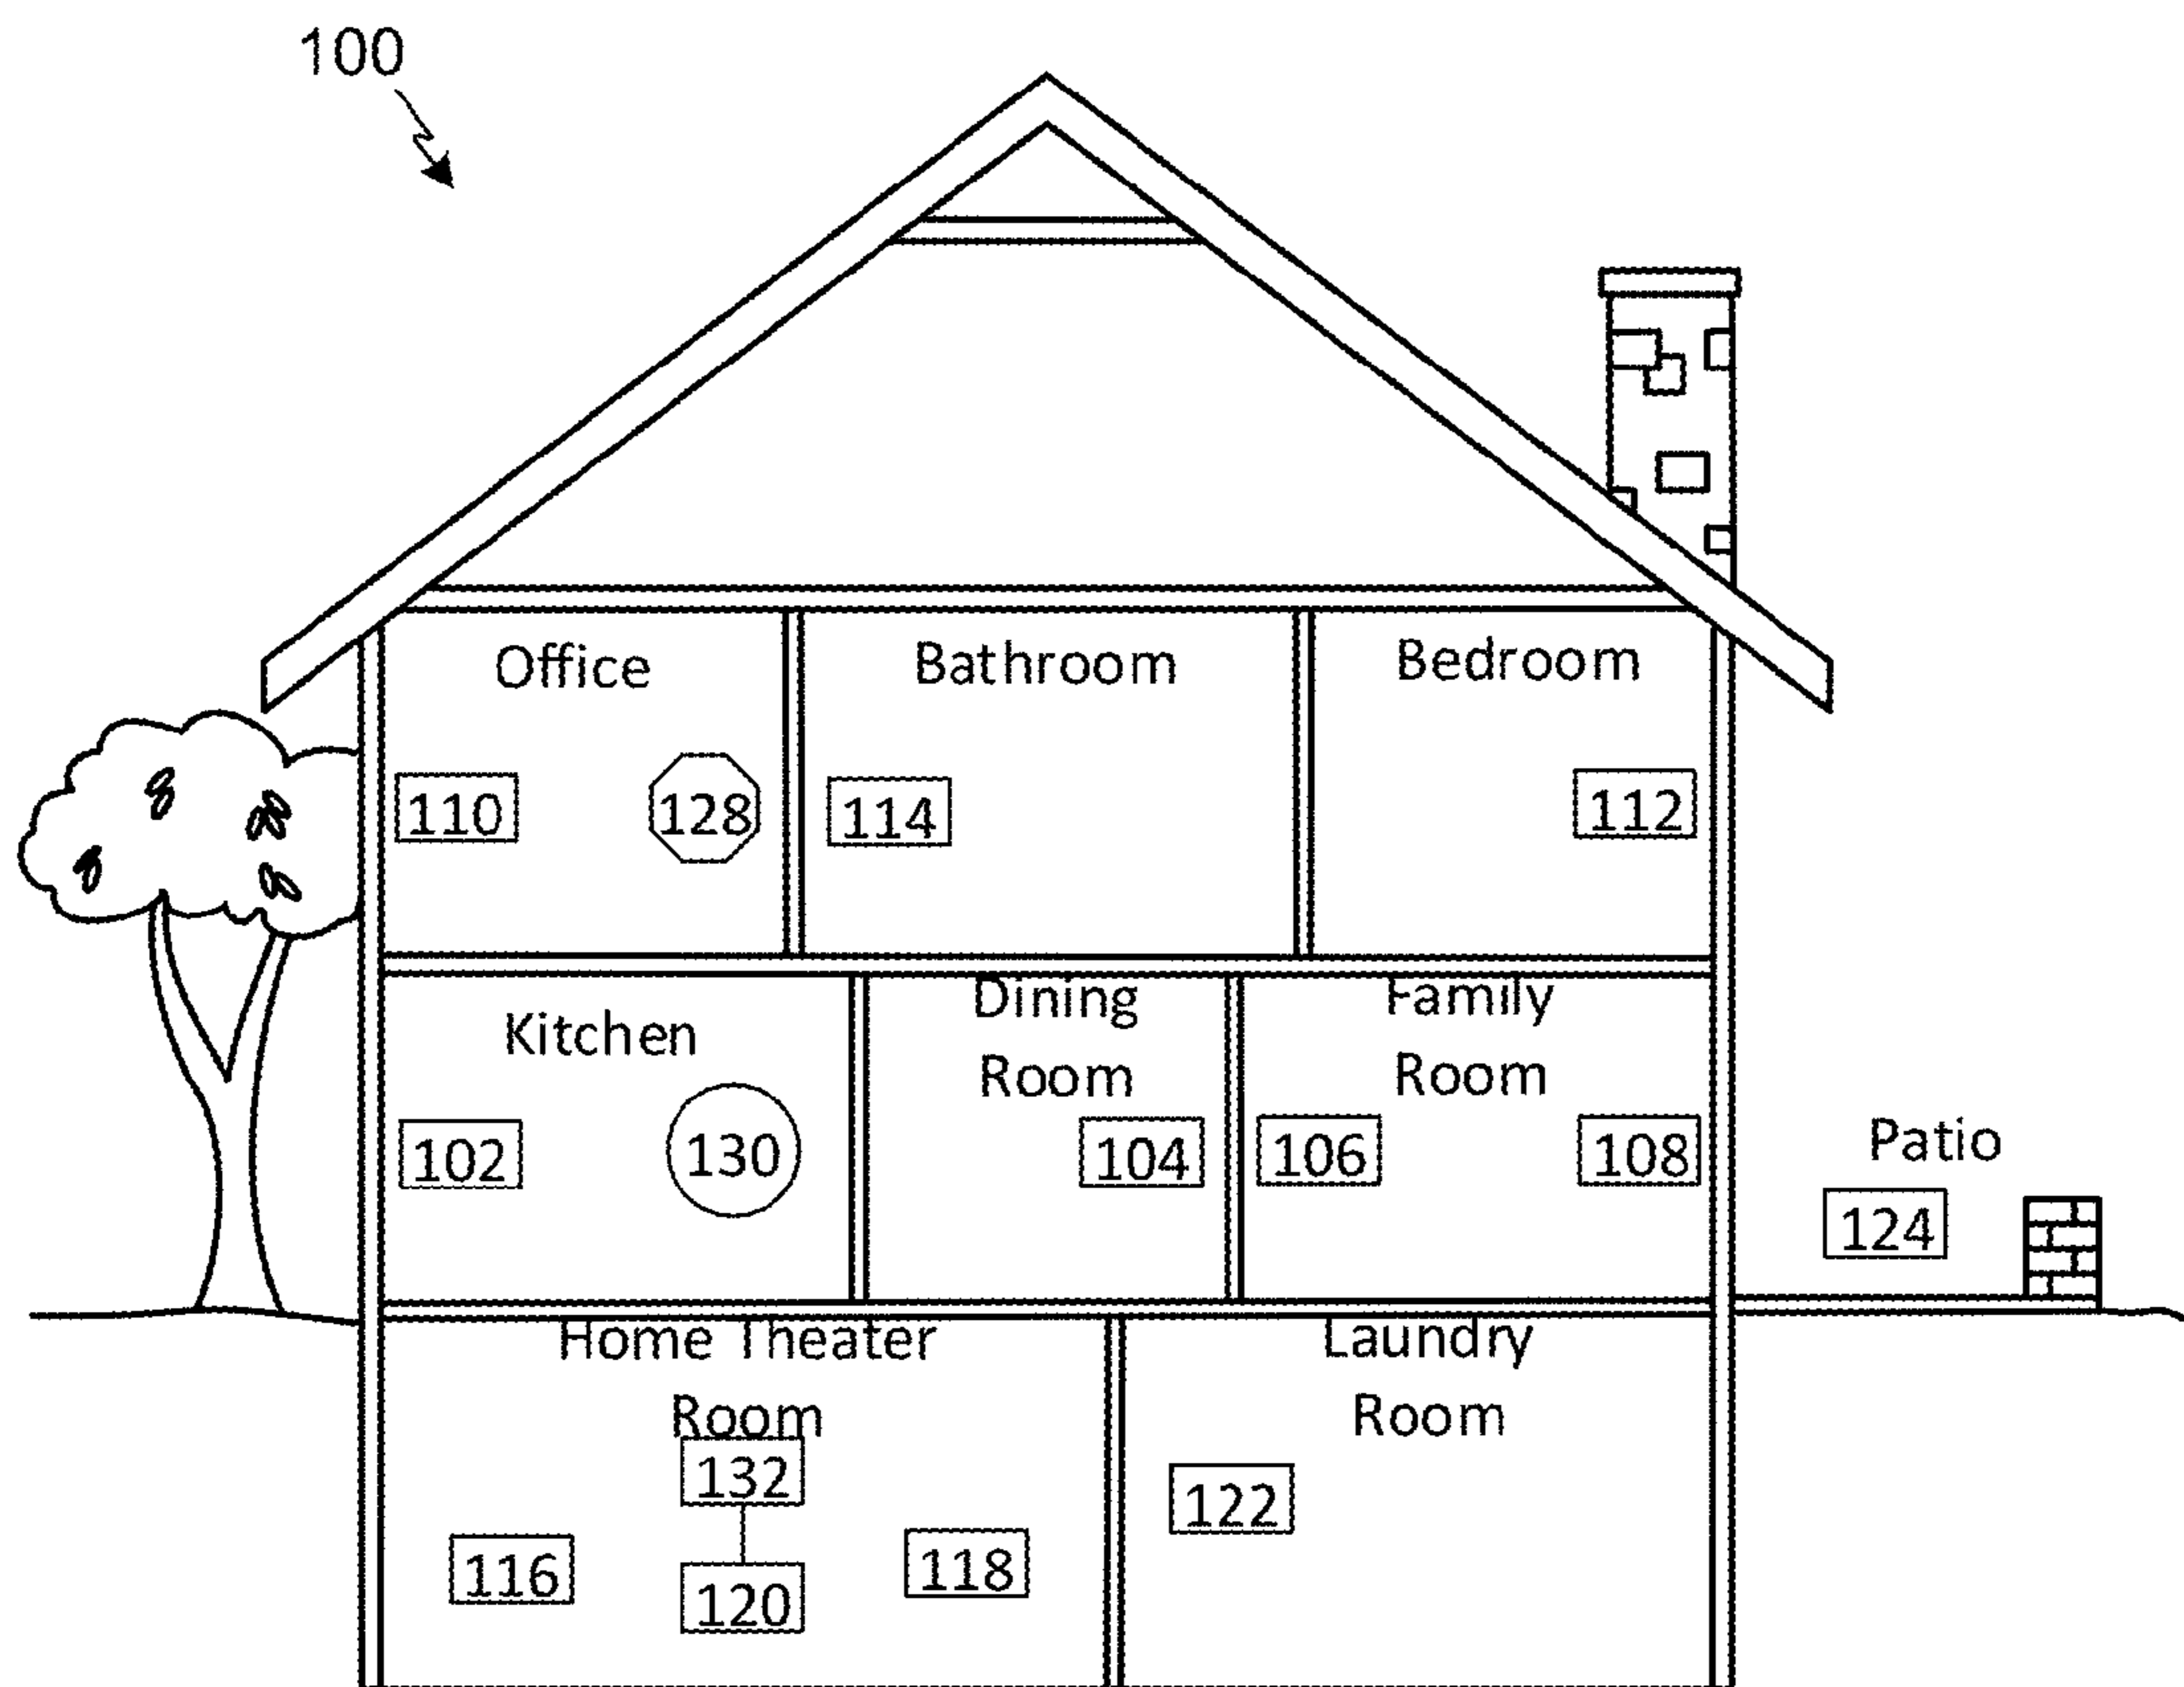 100
Office
Bathroom
Bedroom
110
128
114
112
Kitchen
Dining
Room
Family
Room
102
130
104
106
108
Patio
124
Home Theater
Room
Laundry
Room
132
116
120
118
122